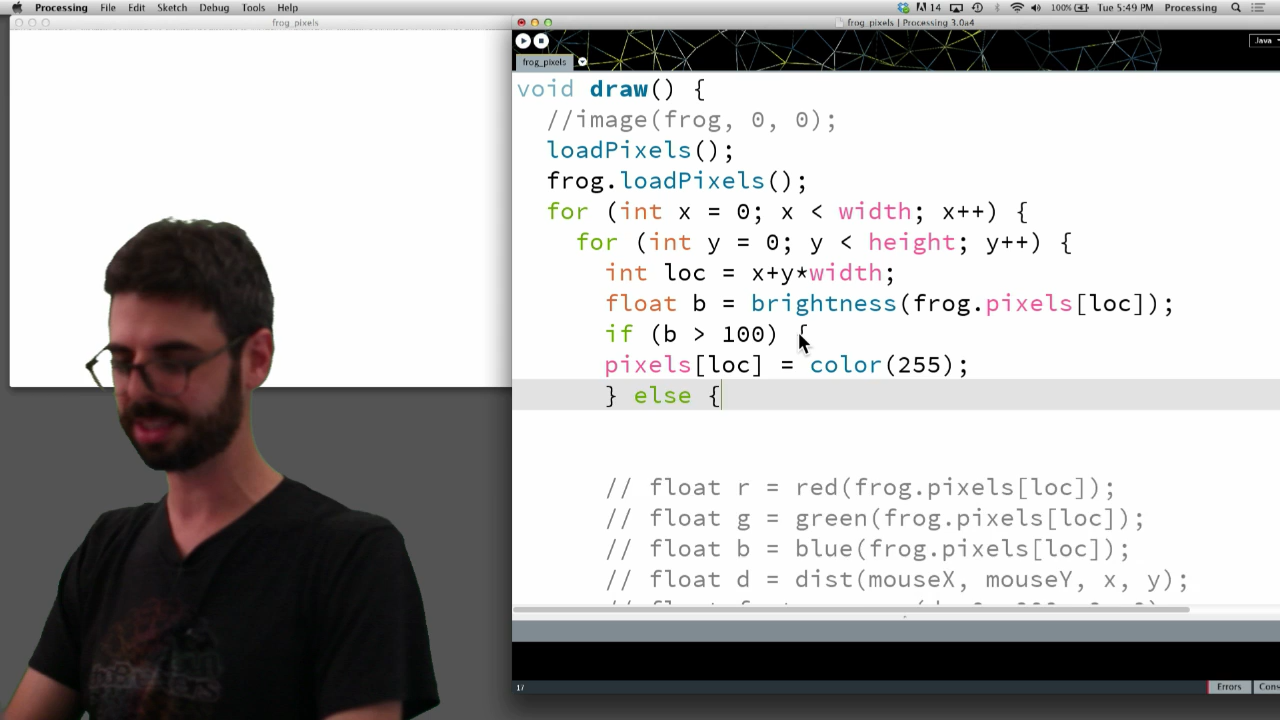 Processing File Edit Sketch Debug Tools Help 14 100% Tue 5:49 PM Processing
frog_pixels
frog_pixels | Processing 3.0a4
Java
frog_pixels
void draw() {
//image(frog, 0, 0);
loadPixels();
frog.loadPixels();
for (int x = 0; x < width; x++) {
for (int y = 0; y < height; y++) {
int loc = x+y*width;
float b = brightness(frog.pixels[loc]);
if (b > 100) {
pixels[loc] = color(255);
} else {
// float r = red(frog.pixels[loc]);
// float g = green(frog.pixels[loc]);
// float b = blue(frog.pixels[loc]);
// float d = dist(mouseX, mouseY, x, y);
17 Errors Cons